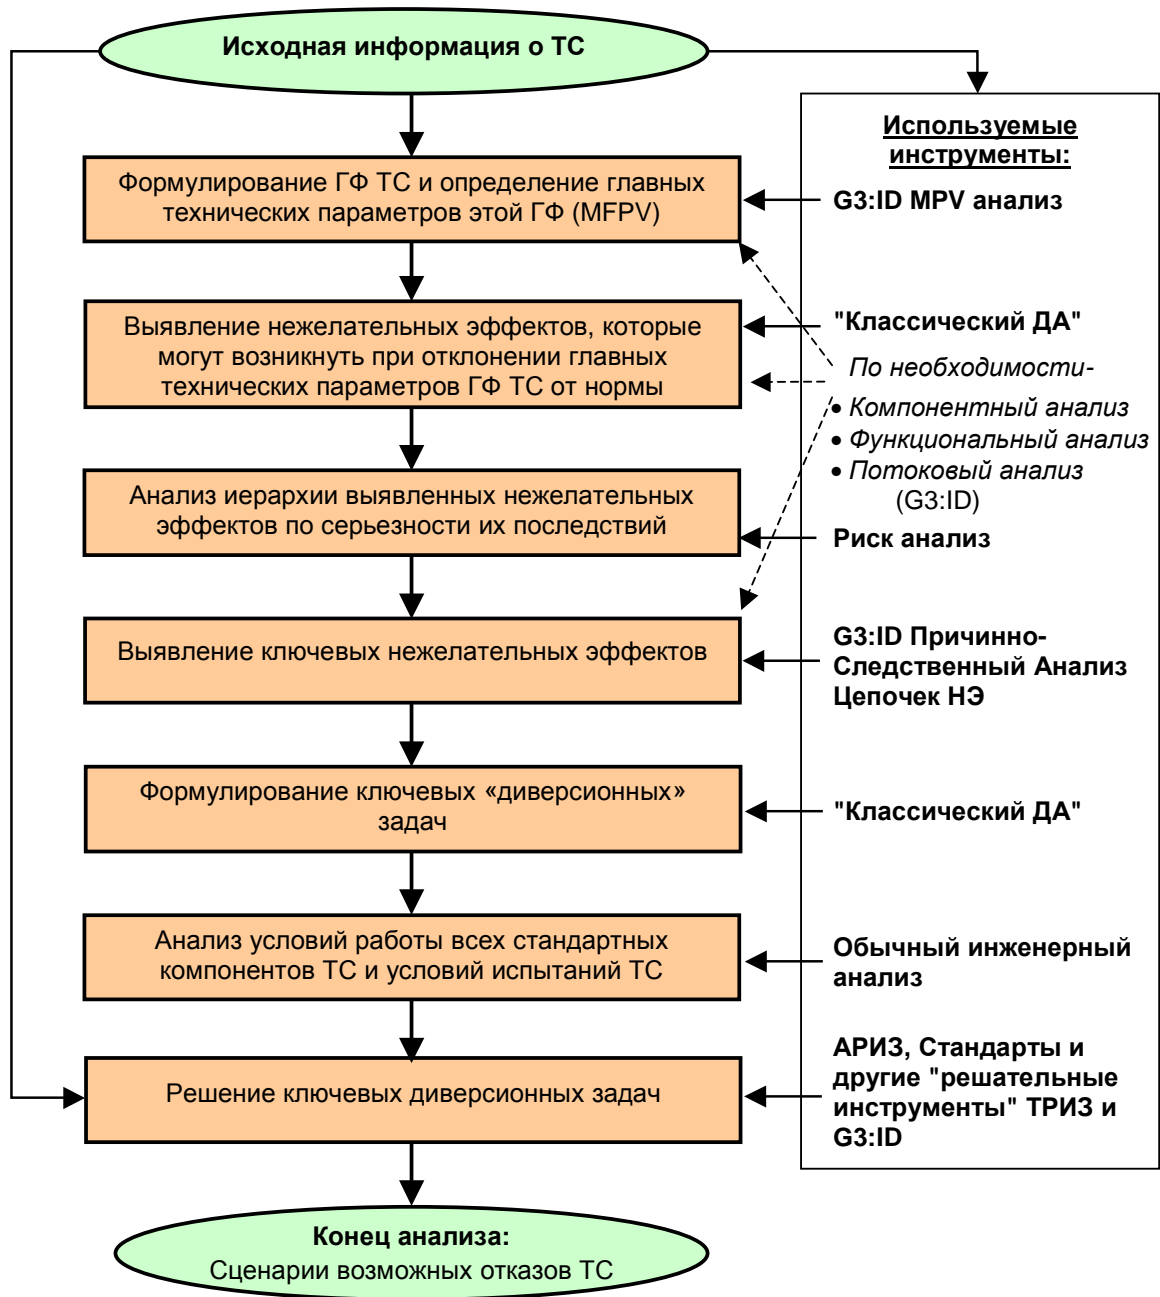 Исходная информация о ТС
Используемые
инструменты:
Формулирование ГФ ТС и определение главных
технических параметров этой ГФ (MFPV)
G3:ID MPV анализ
Выявление нежелательных эффектов, которые
могут возникнуть при отклонении главных
технических параметров ГФ ТС от нормы
"Классический ДА"
По необходимости-
• Компонентный анализ
• Функциональный анализ
• Потоковый анализ
(G3:ID)
Анализ иерархии выявленных нежелательных
эффектов по серьезности их последствий
Риск анализ
Выявление ключевых нежелательных эффектов
G3:ID Причинно-
Следственный Анализ
Цепочек НЭ
Формулирование ключевых «диверсионных»
задач
"Классический ДА"
Анализ условий работы всех стандартных
компонентов ТС и условий испытаний ТС
Обычный инженерный
анализ
Решение ключевых диверсионных задач
АРИЗ, Стандарты и
другие "решательные
инструменты" ТРИЗ и
G3:ID
Конец анализа:
Сценарии возможных отказов ТС